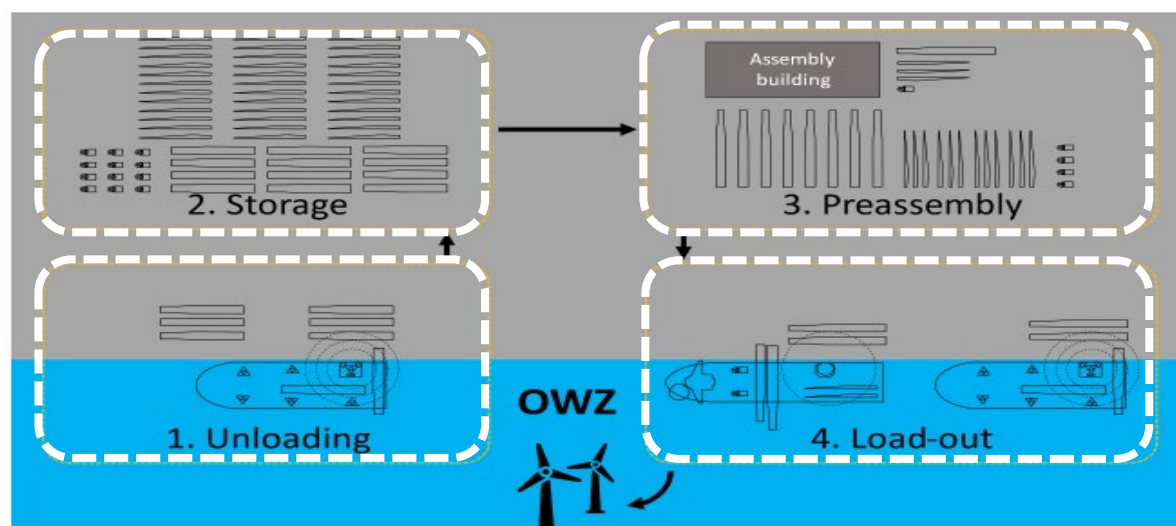 Assembly
building
2. Storage
3. Preassembly
1. Unloading
OWZ
4. Load-out